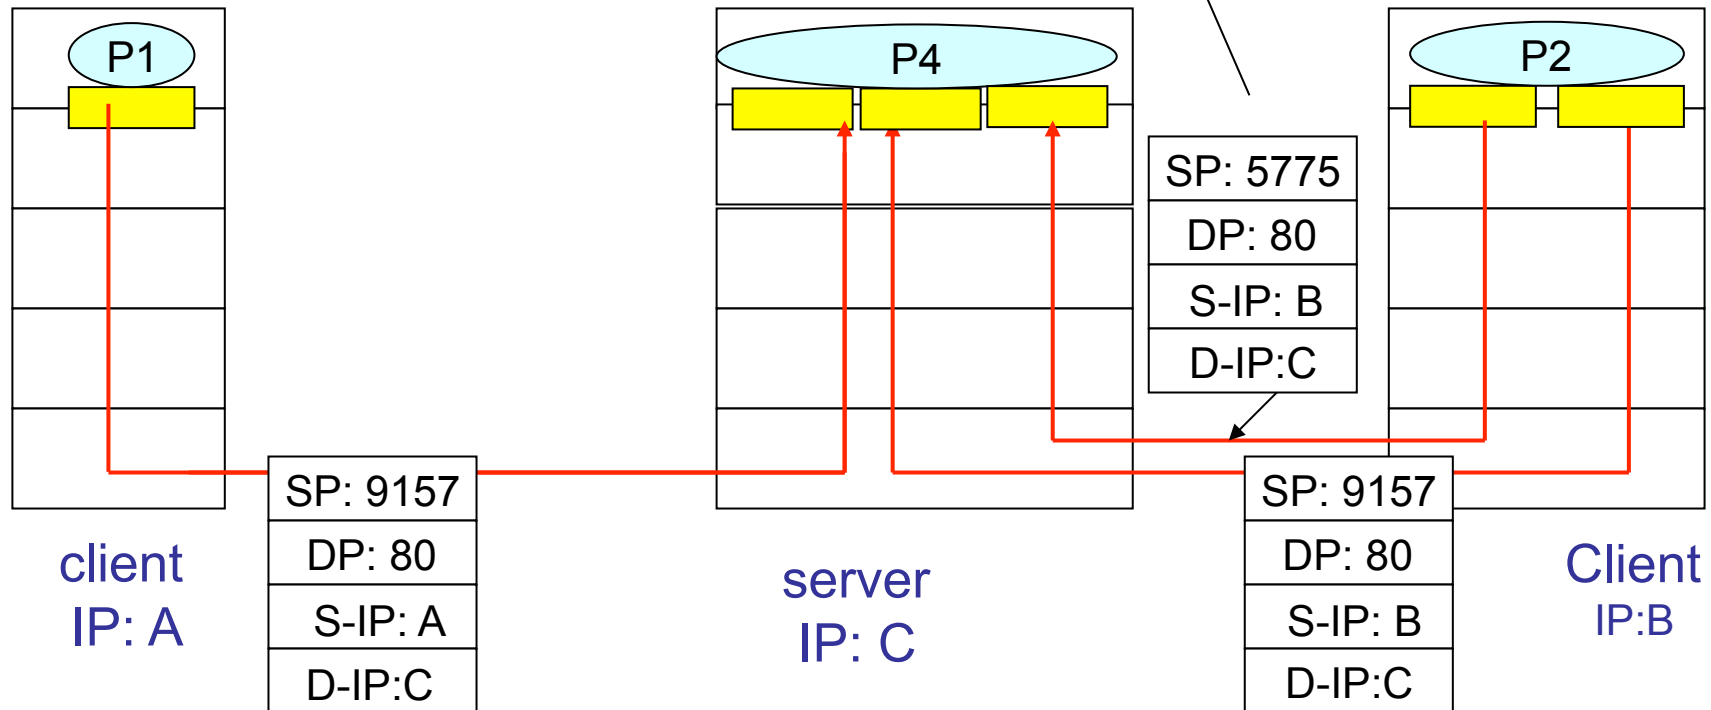 P1
P4
P2
SP: 5775
DP: 80
S-IP: B
D-IP:C
SP: 9157
DP: 80
S-IP: A
D-IP:C
SP: 9157
DP: 80
S-IP: B
D-IP:C
client
IP: A
server
IP: C
Client
IP:B